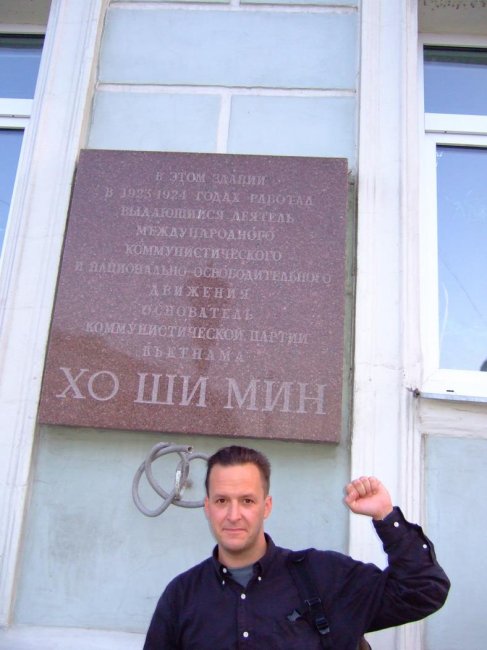 В ЭТОМ ЗДАНИИ
В 1923-1924 ГОДАХ РАБОТАЛ
ВЫДАЮЩИЙСЯ ДЕЯТЕЛЬ
МЕЖДУНАРОДНОГО
КОММУНИСТИЧЕСКОГО
И НАЦИОНАЛЬНО-ОСВОБОДИТЕЛЬНОГО
ДВИЖЕНИЯ
ОСНОВАТЕЛЬ
КОММУНИСТИЧЕСКОЙ ПАРТИИ
ВЬЕТНАМА
ХО ШИ МИН